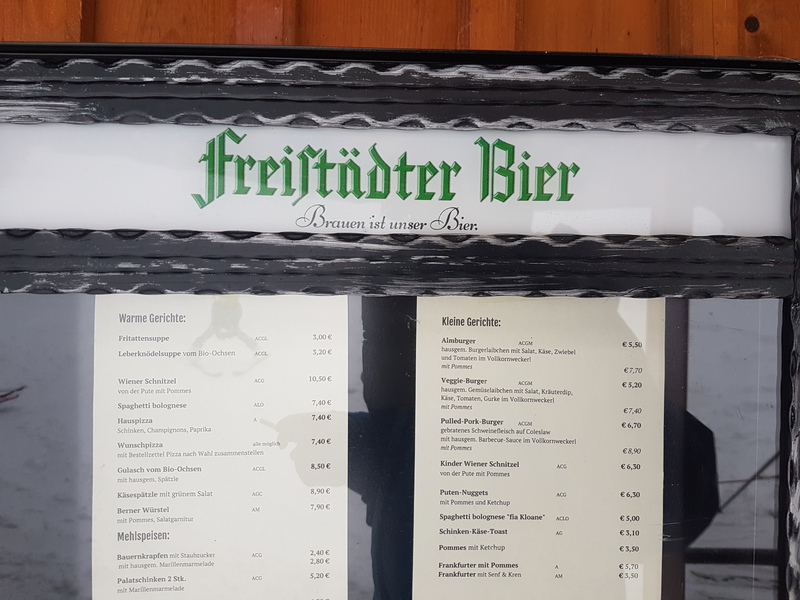 Freiſtädter Bier
Brauen ist unser Bier.
Warme Gerichte:
Fritattensuppe ACGL 3,00 €
Leberknödelsuppe vom Bio-Ochsen ACGL 3,20 €
Wiener Schnitzel ACG 10,50 €
von der Pute mit Pommes
Spaghetti bolognese ALO 7,40 €
Hauspizza A 7,40 €
Schinken, Champignons, Paprika
Wunschpizza alle möglich 7,40 €
mit Bestellzettel Pizza nach Wahl zusammenstellen
Gulasch vom Bio-Ochsen ACGL 8,50 €
mit hausgem. Spätzle
Käsespätzle mit grünem Salat AGC 8,90 €
Berner Würstel AM 7,90 €
mit Pommes, Salatgarnitur
Mehlspeisen:
Bauernkrapfen mit Staubzucker ACG 2,40 €
mit hausgem. Marillenmarmelade 2,80 €
Palatschinken 2 Stk. ACG 5,20 €
mit Marillenmarmelade
Kleine Gerichte:
Almburger ACGM € 5,50
hausgem. Burgerlaibchen mit Salat, Käse, Zwiebel
und Tomaten im Vollkornweckerl
mit Pommes €7,70
Veggie-Burger ACGM € 5,20
hausgem. Gemüselaibchen mit Salat, Kräuterdip,
Käse, Tomaten, Gurke im Vollkornweckerl
mit Pommes €7,40
Pulled-Pork-Burger ACGM € 6,70
gebratenes Schweinefleisch auf Coleslaw
mit hausgem. Barbecue-Sauce im Vollkornweckerl
mit Pommes €8,90
Kinder Wiener Schnitzel ACG € 6,30
von der Pute mit Pommes
Puten-Nuggets ACG € 6,30
mit Pommes und Ketchup
Spaghetti bolognese "fia Kloane" ACLO € 5,00
Schinken-Käse-Toast AG € 3,10
Pommes mit Ketchup € 3,50
Frankfurter mit Pommes A € 5,70
Frankfurter mit Senf & Kren AM € 3,50